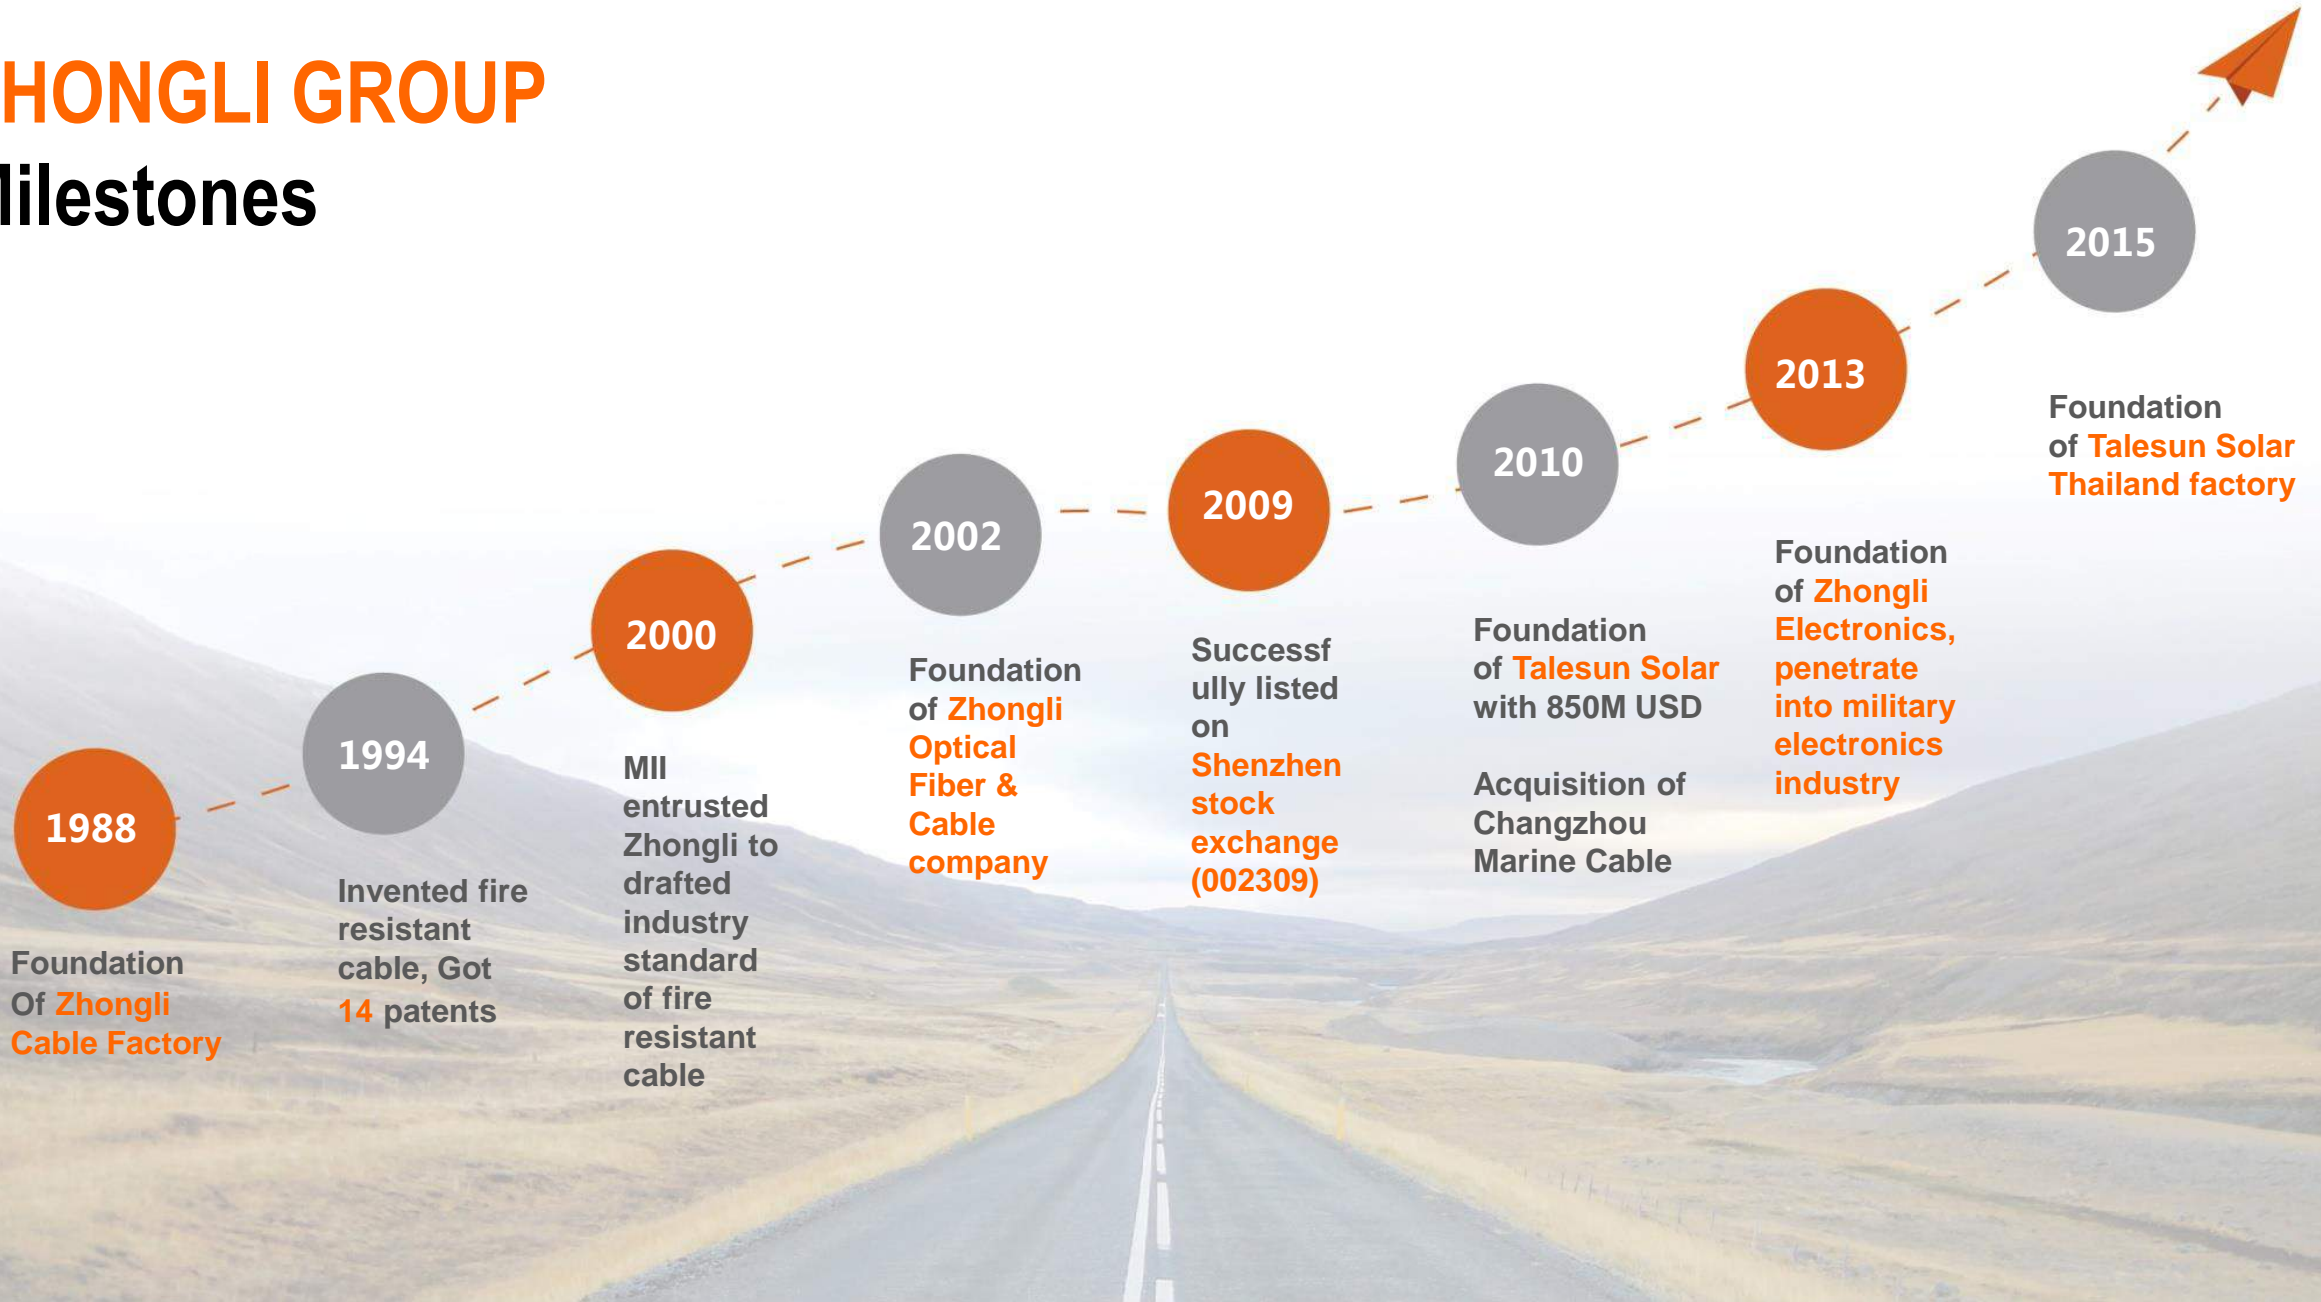 HONGLI GROUP
Milestones
1988
Foundation
Of Zhongli
Cable Factory
1994
Invented fire
resistant
cable, Got
14 patents
2000
MII
entrusted
Zhongli to
drafted
industry
standard
of fire
resistant
cable
2002
Foundation
of Zhongli
Optical
Fiber &
Cable
company
2009
Successf
ully listed
on
Shenzhen
stock
exchange
(002309)
2010
Foundation
of Talesun Solar
with 850M USD
Acquisition of
Changzhou
Marine Cable
2013
Foundation
of Zhongli
Electronics,
penetrate
into military
electronics
industry
2015
Foundation
of Talesun Solar
Thailand factory